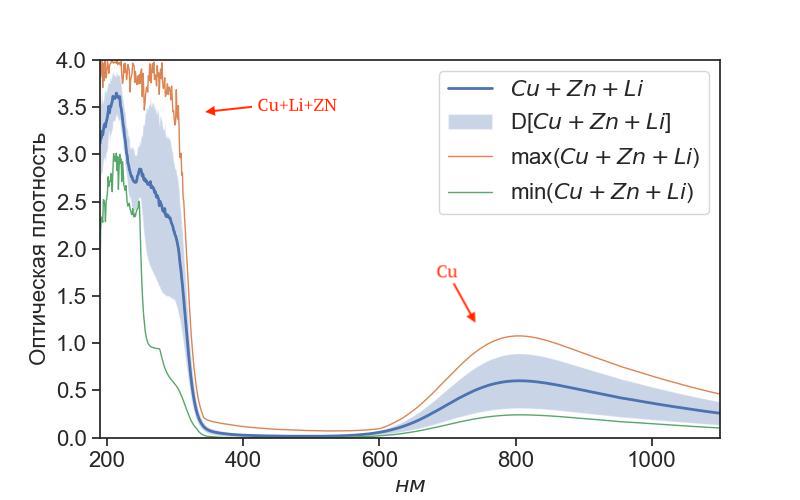 4.0
3.5
3.0
2.5
2.0
1.5
1.0
0.5
0.0
Оптическая плотность
Cu + Zn + Li
D[Cu + Zn + Li]
max(Cu + Zn + Li)
min(Cu + Zn + Li)
Cu+Li+ZN
Cu
200 400 600 800 1000
нм